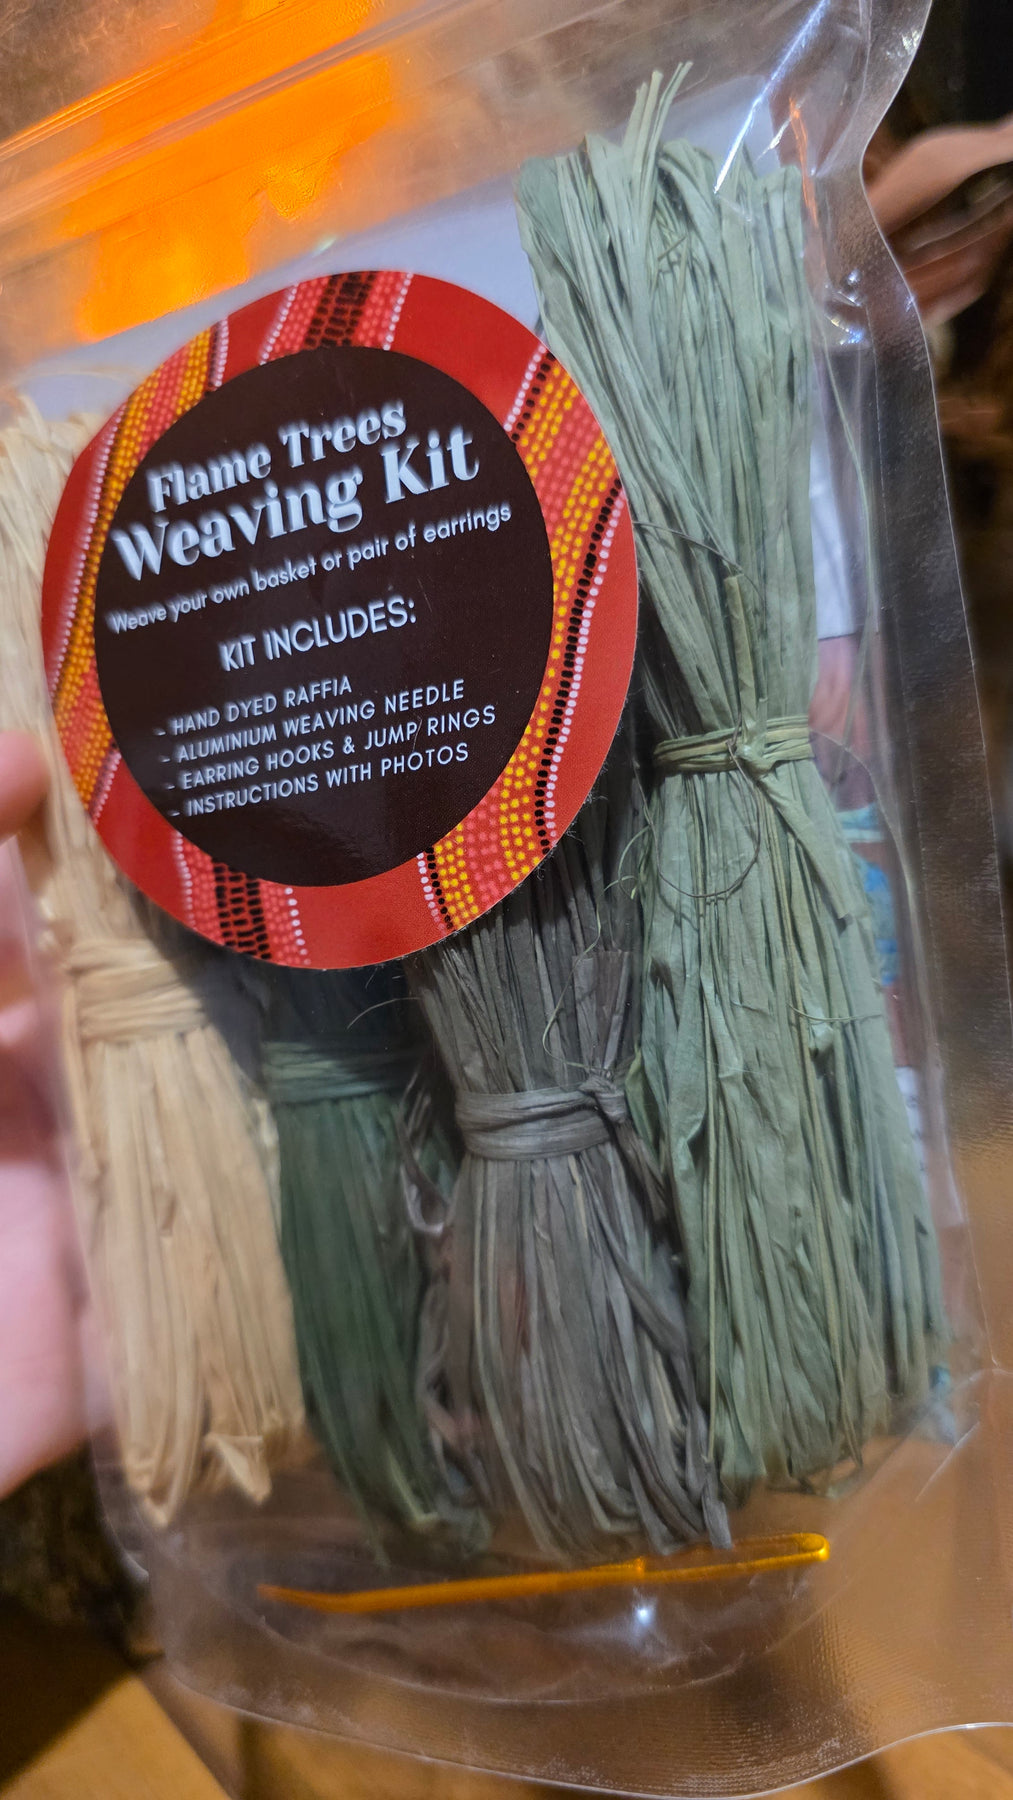 Flame Trees
Weaving Kit
Weave your own basket or pair of earrings
KIT INCLUDES:
- HAND DYED RAFFIA
- ALUMINIUM WEAVING NEEDLE
- EARRING HOOKS & JUMP RINGS
- INSTRUCTIONS WITH PHOTOS